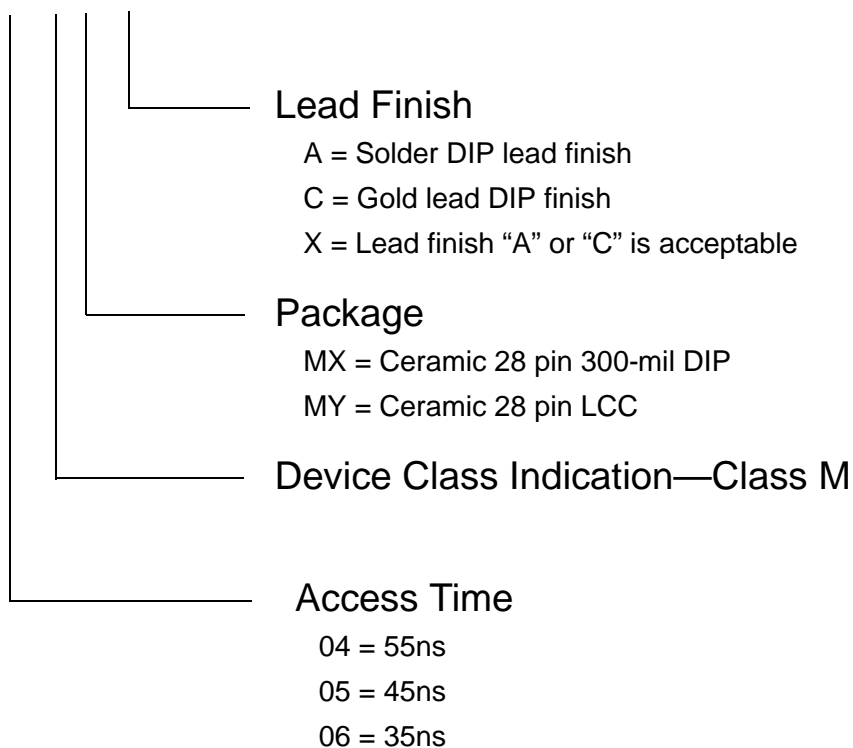 Lead Finish
A = Solder DIP lead finish
C = Gold lead DIP finish
X = Lead finish “A” or “C” is acceptable
Package
MX = Ceramic 28 pin 300-mil DIP
MY = Ceramic 28 pin LCC
Device Class Indication—Class M
Access Time
04 = 55ns
05 = 45ns
06 = 35ns